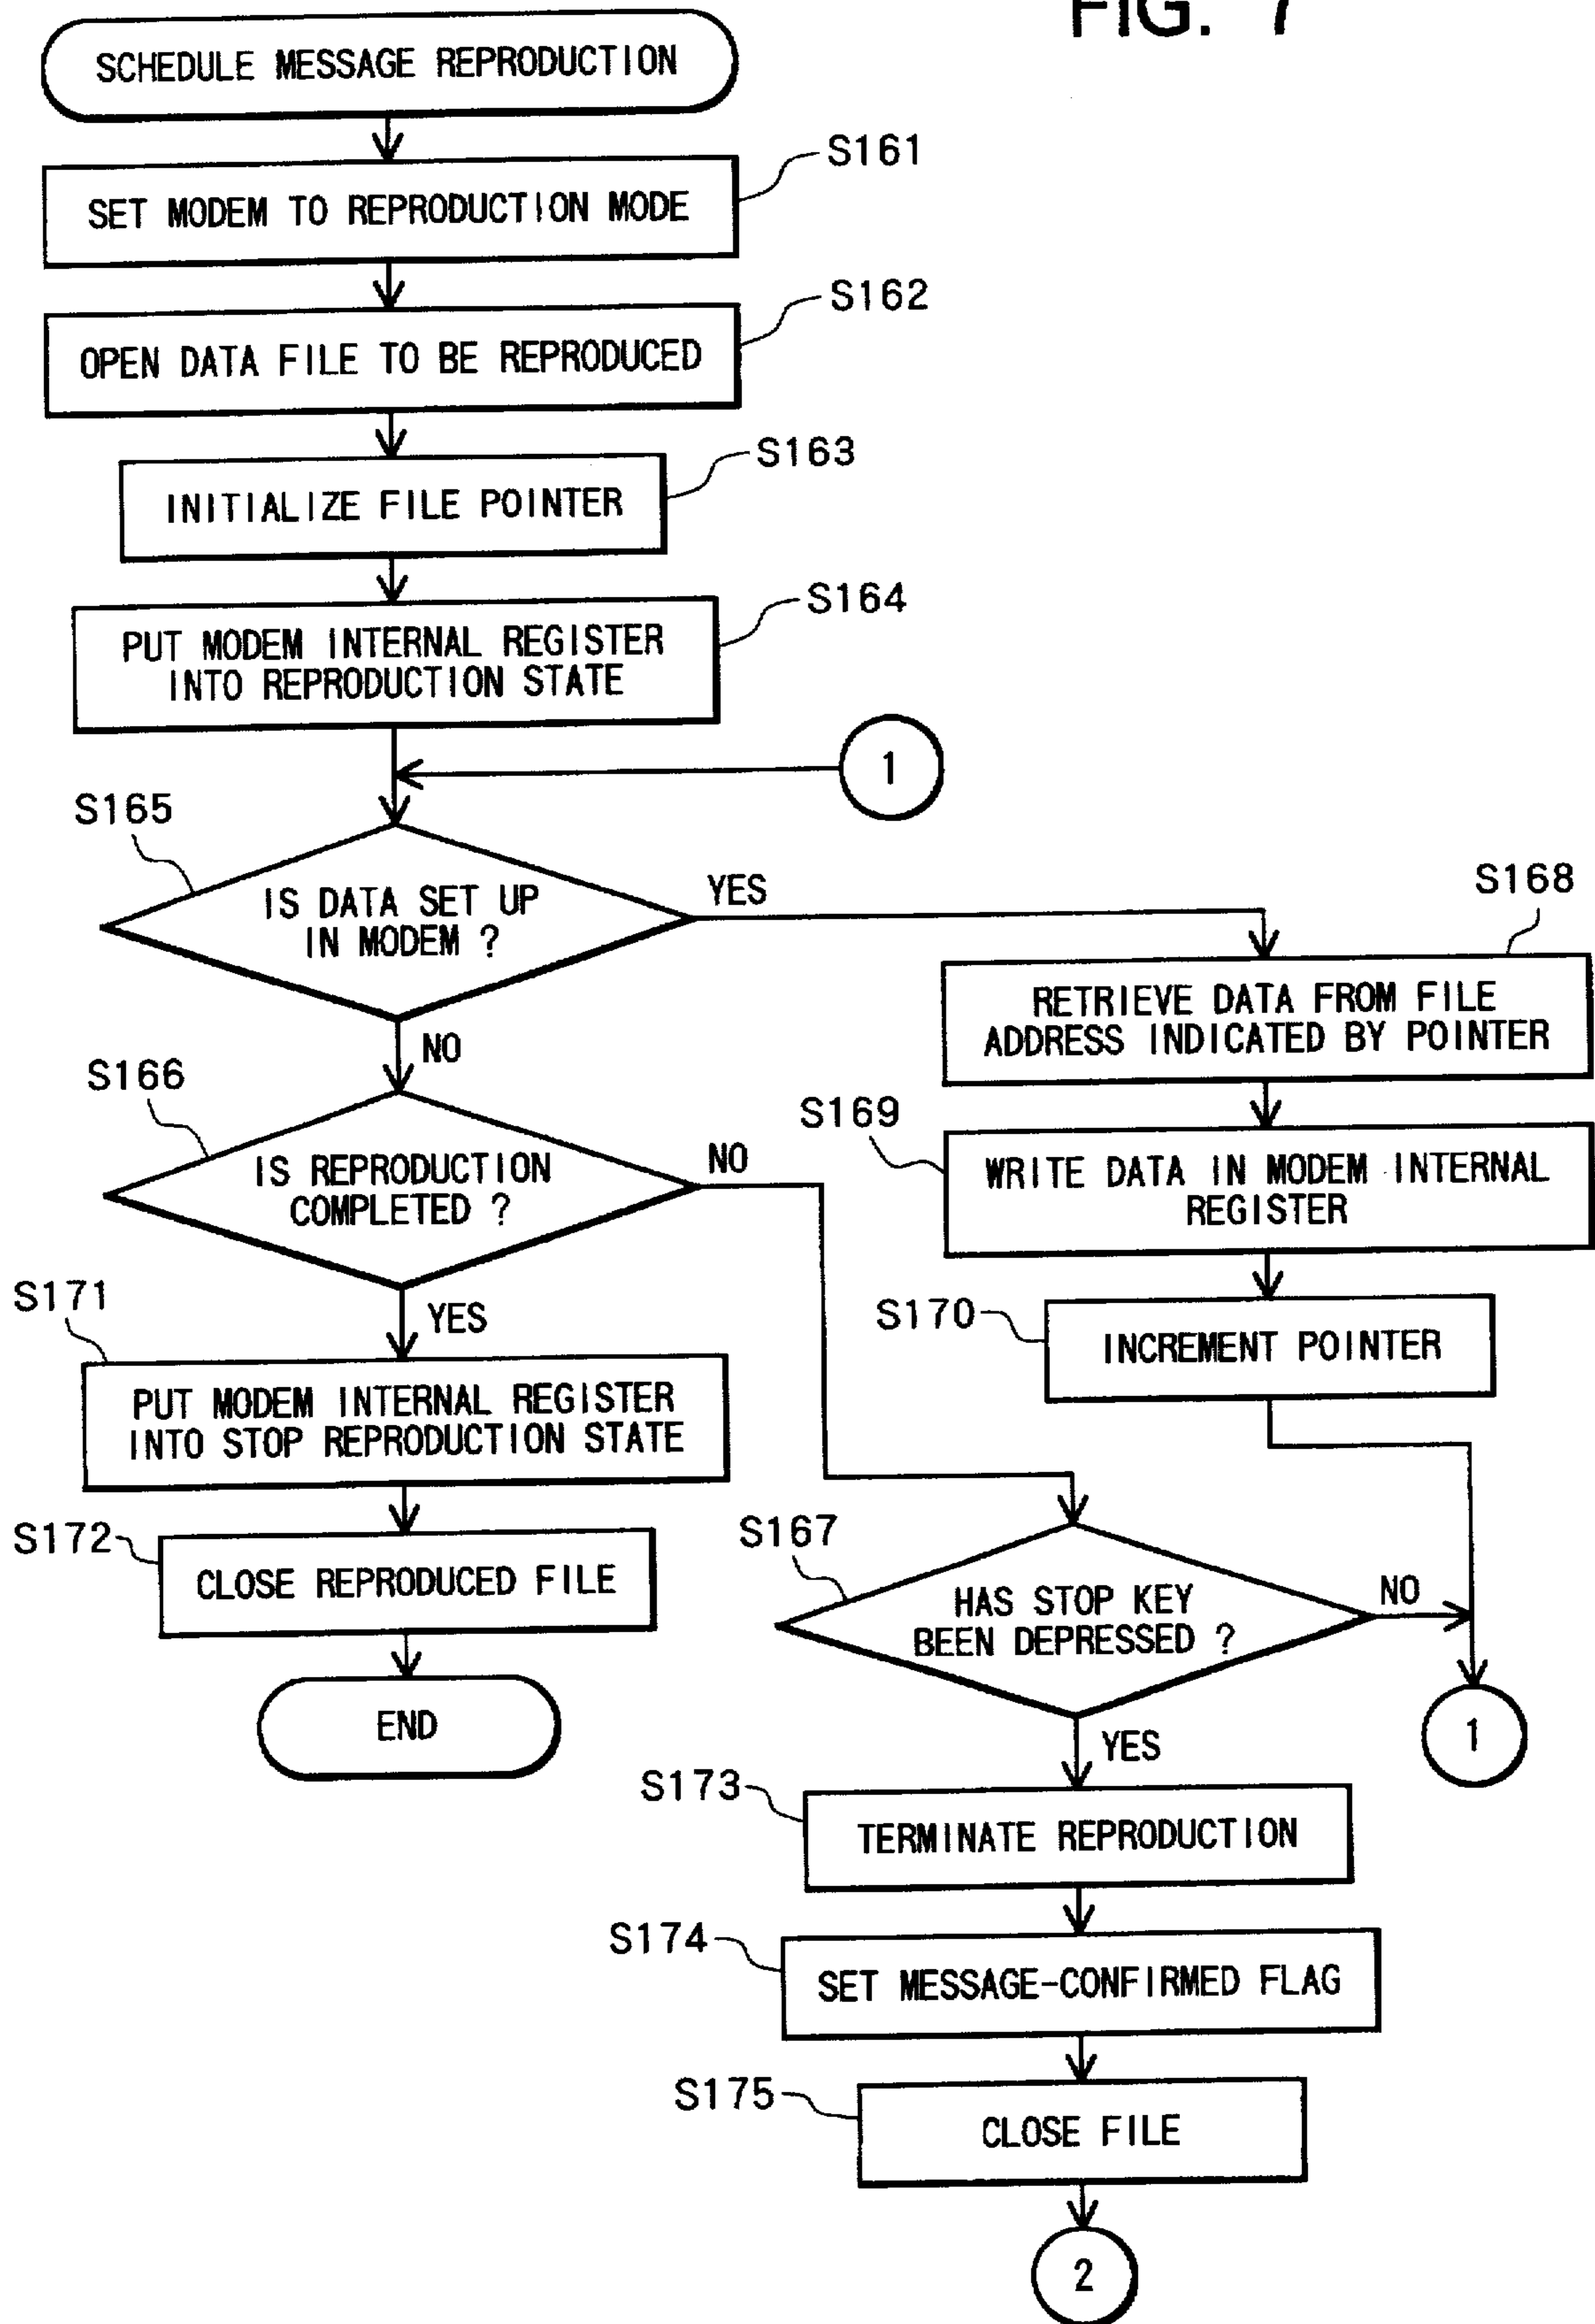 FIG. 7
SCHEDULE MESSAGE REPRODUCTION
S161
SET MODEM TO REPRODUCTION MODE
S162
OPEN DATA FILE TO BE REPRODUCED
S163
INITIALIZE FILE POINTER
S164
PUT MODEM INTERNAL REGISTER
INTO REPRODUCTION STATE
1
S165
IS DATA SET UP
IN MODEM ?
YES
NO
S168
RETRIEVE DATA FROM FILE
ADDRESS INDICATED BY POINTER
S166
IS REPRODUCTION
COMPLETED ?
NO
YES
S169
WRITE DATA IN MODEM INTERNAL
REGISTER
S170
INCREMENT POINTER
S171
PUT MODEM INTERNAL REGISTER
INTO STOP REPRODUCTION STATE
S172
CLOSE REPRODUCED FILE
END
S167
HAS STOP KEY
BEEN DEPRESSED ?
NO
1
YES
S173
TERMINATE REPRODUCTION
S174
SET MESSAGE-CONFIRMED FLAG
S175
CLOSE FILE
2